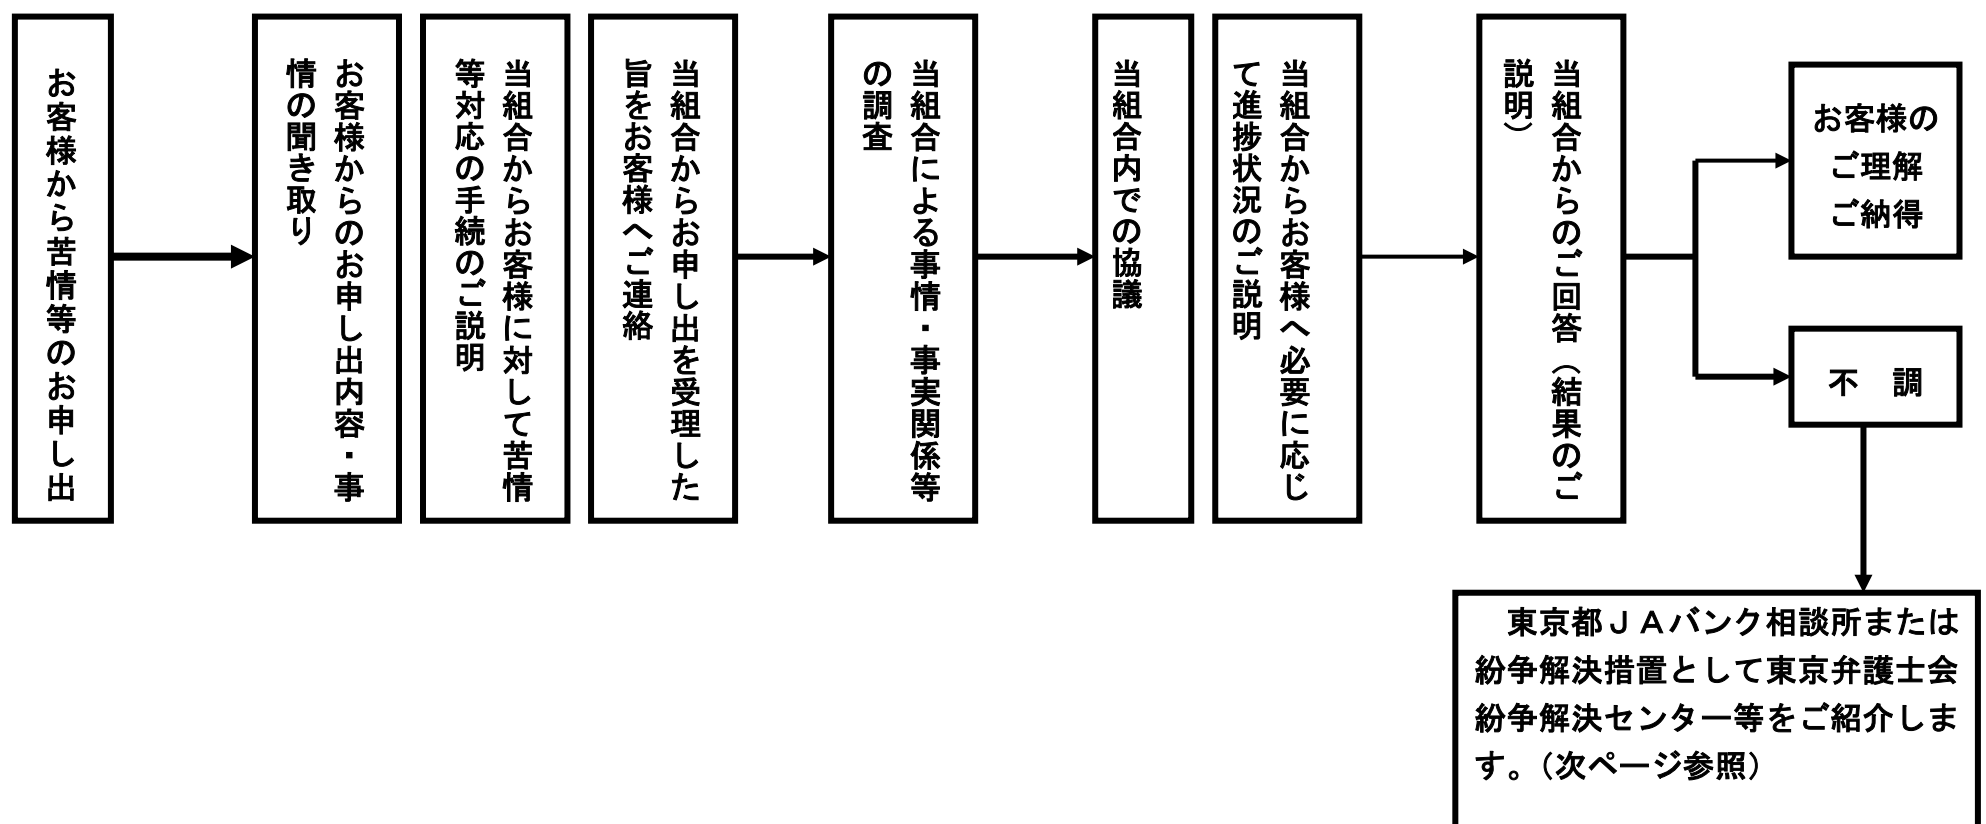 お客様から苦情等のお申し出
お客様からのお申し出内容・事
情の聞き取り
当組合からお客様に対して苦情
等対応の手続のご説明
当組合からお申し出を受理した
旨をお客様へご連絡
当組合による事情・事実関係等
の調査
当組合内での協議
当組合からお客様へ必要に応じ
て進捗状況のご説明
当組合からのご回答（結果のご
説明）
お客様の
ご理解
ご納得
不　調
東京都ＪＡバンク相談所または
紛争解決措置として東京弁護士会
紛争解決センター等をご紹介しま
す。（次ページ参照）